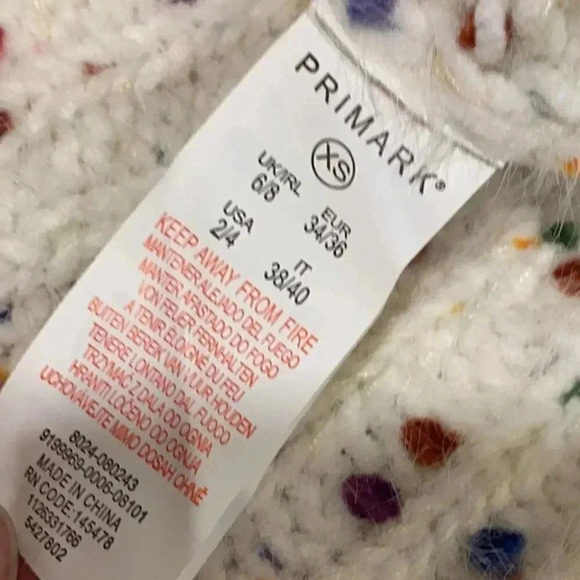 PRIMARK®
XS
UK/IRL EUR
6/8 34/36
USA IT
2/4 38/40
KEEP AWAY FROM FIRE
MANTENER ALEJADO DEL FUEGO
MANTER AFASTADO DO FOGO
VON FEUER FERNHALTEN
A TENIR ÉLOIGNÉ DU FEU
BUITEN BEREK VAN VUUR HOUDEN
TENERE LONTANO DAL FUOCO
TRZYMAĆ Z DALA OD OGNIA
HRANITI LOČENO OD OGNJA
UCHOVÁVEJTE MIMO DOSAH OHNĚ
8024-080243
9199969-0006-08101
MADE IN CHINA
RN CODE:145478
1126531766
5427802